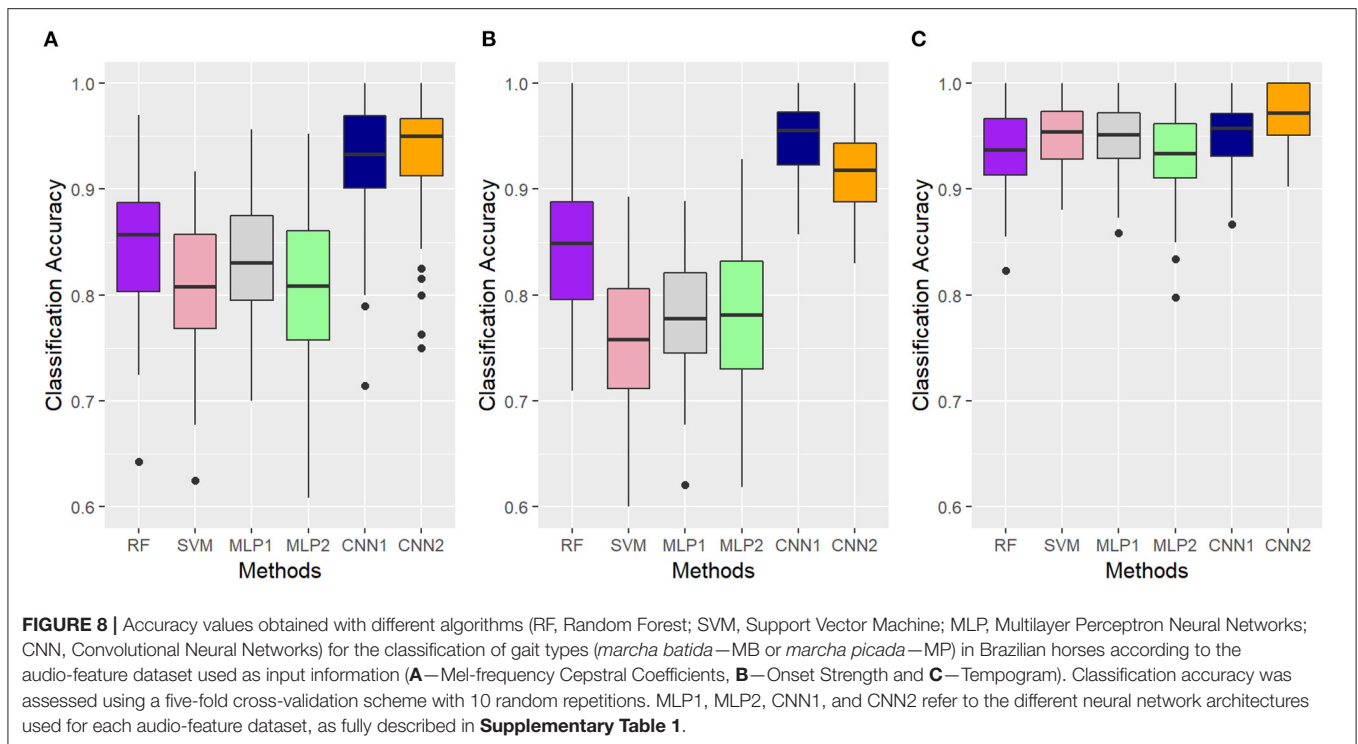 A
B
C
Classification Accuracy
1.0
0.9
0.8
0.7
0.6
RF SVM MLP1 MLP2 CNN1 CNN2
Methods
Classification Accuracy
1.0
0.9
0.8
0.7
0.6
RF SVM MLP1 MLP2 CNN1 CNN2
Methods
Classification Accuracy
1.0
0.9
0.8
0.7
0.6
RF SVM MLP1 MLP2 CNN1 CNN2
Methods
FIGURE 8 | Accuracy values obtained with different algorithms (RF, Random Forest; SVM, Support Vector Machine; MLP, Multilayer Perceptron Neural Networks;
CNN, Convolutional Neural Networks) for the classification of gait types (marcha batida—MB or marcha picada—MP) in Brazilian horses according to the
audio-feature dataset used as input information (A—Mel-frequency Cepstral Coefficients, B—Onset Strength and C—Tempogram). Classification accuracy was
assessed using a five-fold cross-validation scheme with 10 random repetitions. MLP1, MLP2, CNN1, and CNN2 refer to the different neural network architectures
used for each audio-feature dataset, as fully described in Supplementary Table 1.